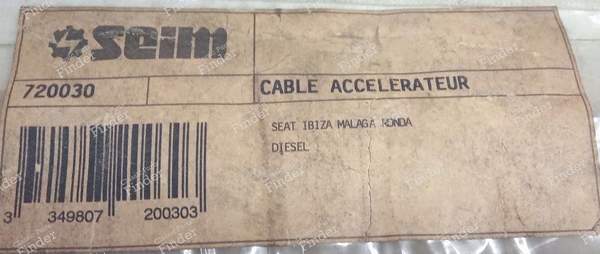 seim
720030
CABLE ACCELERATEUR
SEAT IBIZA MALAGA RONDA
DIESEL
3 349807 200303